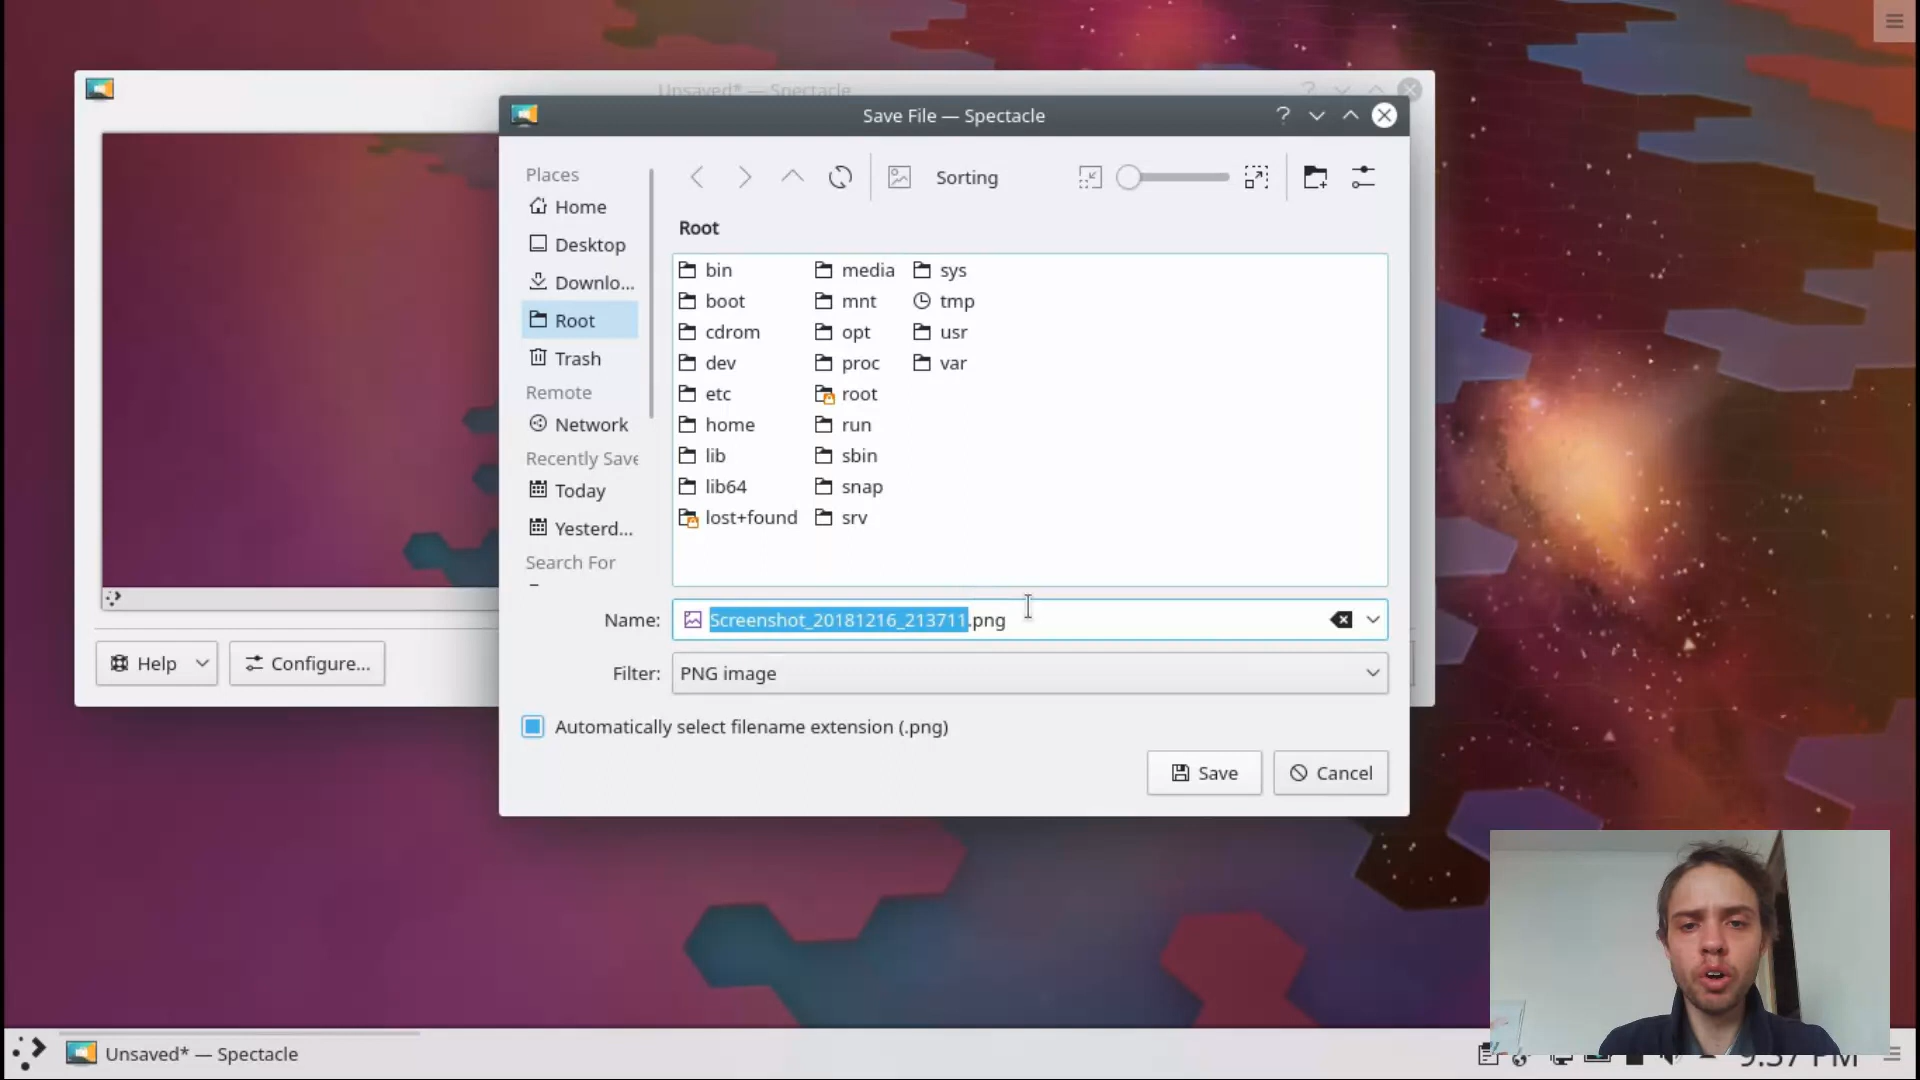 Unsaved* — Spectacle
Save File — Spectacle
Places
Home
Desktop
Downlo...
Root
Trash
Remote
Network
Recently Save
Today
Yesterd...
Search For
Sorting
Root
bin
boot
cdrom
dev
etc
home
lib
lib64
lost+found
media
mnt
opt
proc
root
run
sbin
snap
srv
sys
tmp
usr
var
Name: Screenshot_20181216_213711.png
Filter: PNG image
Automatically select filename extension (.png)
Save Cancel
Help Configure...
Unsaved* — Spectacle
9:37 PM